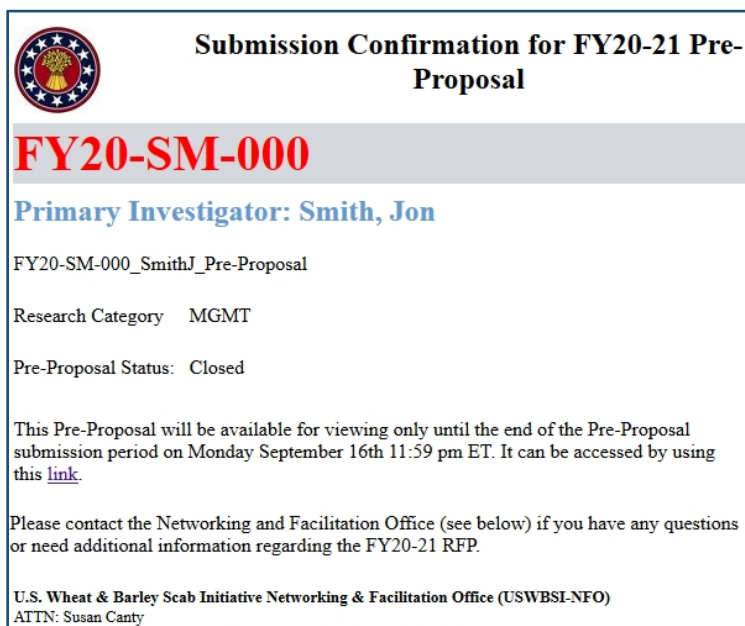 Submission Confirmation for FY20-21 Pre-
Proposal
FY20-SM-000
Primary Investigator: Smith, Jon
FY20-SM-000_SmithJ_Pre-Proposal
Research Category MGMT
Pre-Proposal Status: Closed
This Pre-Proposal will be available for viewing only until the end of the Pre-Proposal
submission period on Monday September 16th 11:59 pm ET. It can be accessed by using
this link.
Please contact the Networking and Facilitation Office (see below) if you have any questions
or need additional information regarding the FY20-21 RFP.
U.S. Wheat & Barley Scab Initiative Networking & Facilitation Office (USWBSI-NFO)
ATTN: Susan Canty